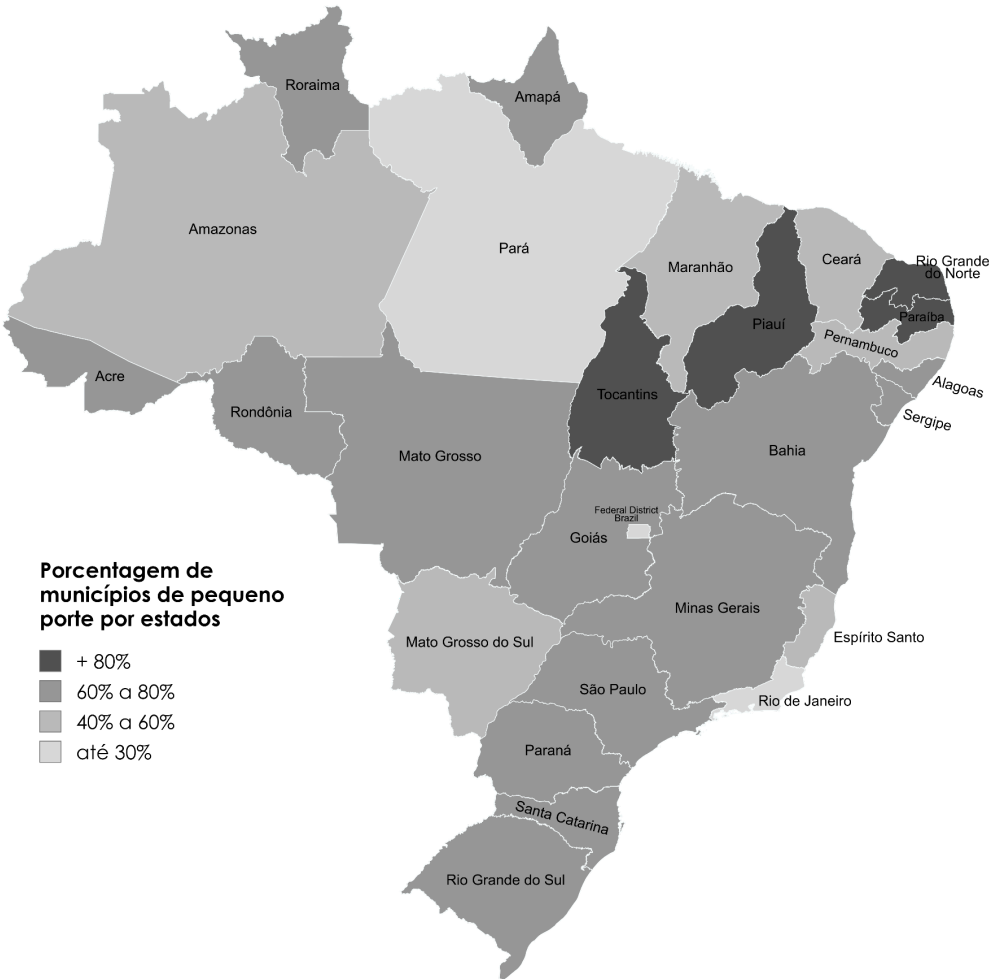 Roraima
Amapá
Amazonas
Pará
Maranhão
Ceará
Rio Grande
do Norte
Paraíba
Piauí
Pernambuco
Acre
Alagoas
Tocantins
Rondônia
Sergipe
Mato Grosso
Bahia
Federal District
Brazil
Goiás
Porcentagem de
municípios de pequeno
porte por estados
+ 80%
60% a 80%
40% a 60%
até 30%
Minas Gerais
Mato Grosso do Sul
Espírito Santo
São Paulo
Rio de Janeiro
Paraná
Santa Catarina
Rio Grande do Sul